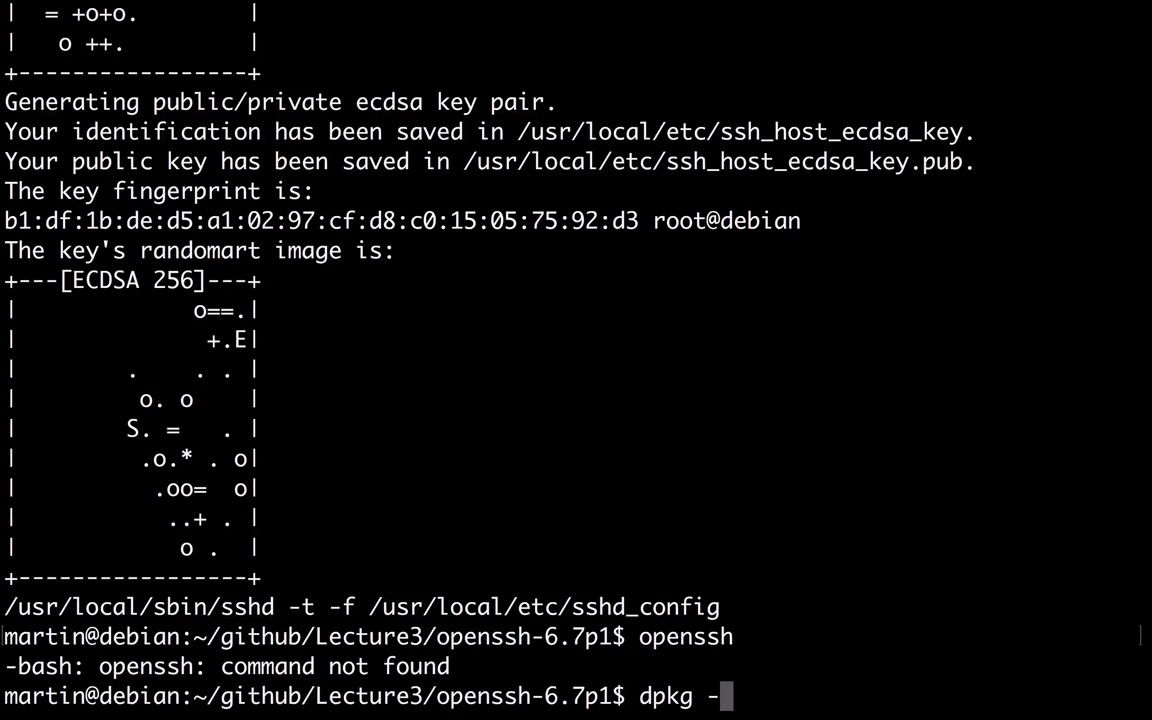 |  = +o+o.        |
|   o ++.         |
+-----------------+
Generating public/private ecdsa key pair.
Your identification has been saved in /usr/local/etc/ssh_host_ecdsa_key.
Your public key has been saved in /usr/local/etc/ssh_host_ecdsa_key.pub.
The key fingerprint is:
b1:df:1b:de:d5:a1:02:97:cf:d8:c0:15:05:75:92:d3 root@debian
The key's randomart image is:
+---[ECDSA 256]---+
|             o==.|
|              +.E|
|        .    . . |
|         o. o    |
|        S. =   . |
|         .o.* . o|
|          .oo=  o|
|           ..+ . |
|            o .  |
+-----------------+
/usr/local/sbin/sshd -t -f /usr/local/etc/sshd_config
martin@debian:~/github/Lecture3/openssh-6.7p1$ openssh
-bash: openssh: command not found
martin@debian:~/github/Lecture3/openssh-6.7p1$ dpkg -